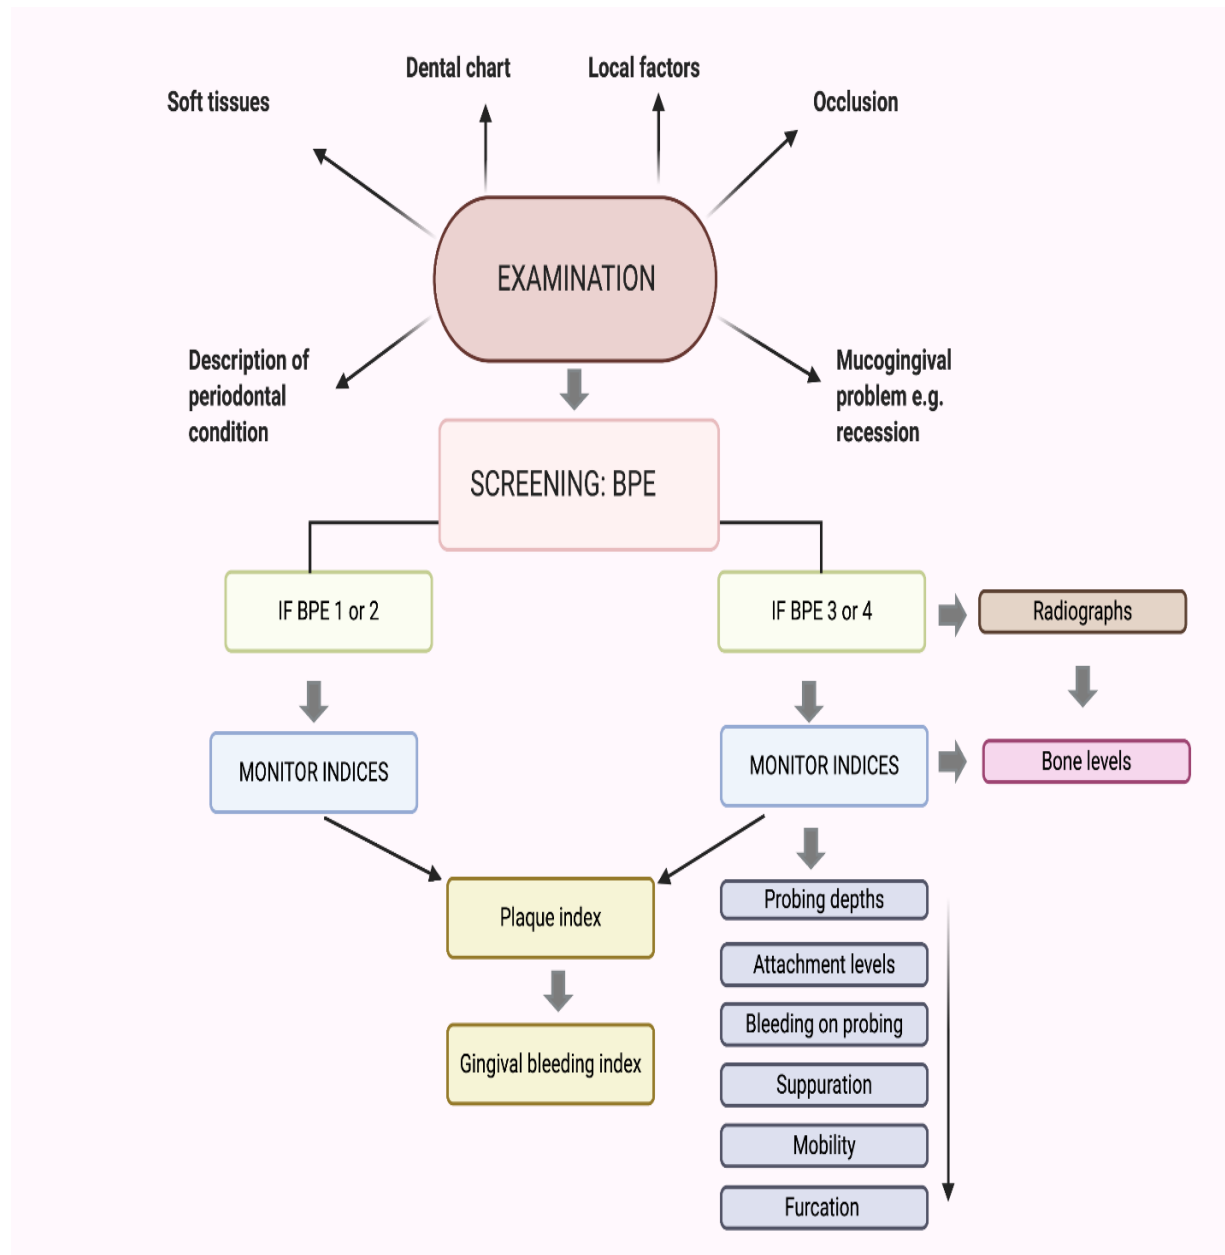 Dental chart
Local factors
Soft tissues
Occlusion
EXAMINATION
Description of
periodontal
condition
Mucogingival
problem e.g.
recession
SCREENING: BPE
IF BPE 1 or 2
IF BPE 3 or 4
Radiographs
MONITOR INDICES
MONITOR INDICES
Bone levels
Plaque index
Gingival bleeding index
Probing depths
Attachment levels
Bleeding on probing
Suppuration
Mobility
Furcation